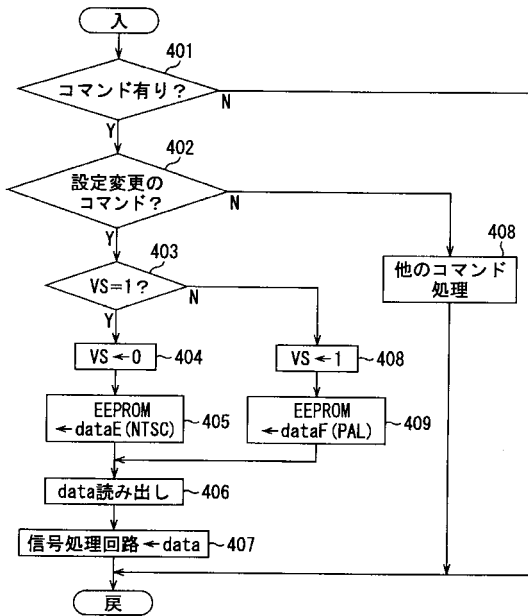 入
401
コマンド有り？
N
Y
402
設定変更の
コマンド？
N
Y
403
VS=1？
N
Y
408
他のコマンド
処理
VS←0
404
VS←1
408
EEPROM
←dataE(NTSC)
405
EEPROM
←dataF(PAL)
409
data読み出し
406
信号処理回路←data
407
戻